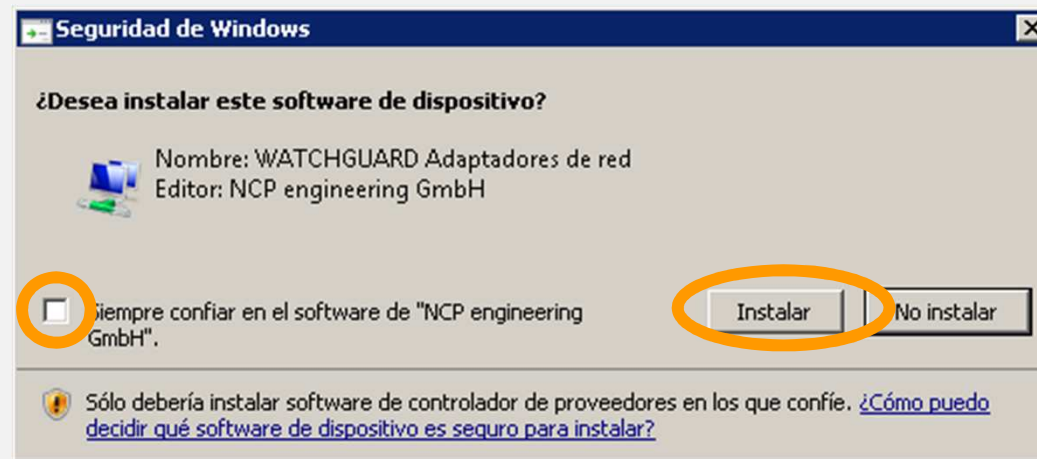 Seguridad de Windows
¿Desea instalar este software de dispositivo?
Nombre: WATCHGUARD Adaptadores de red
Editor: NCP engineering GmbH
Siempre confiar en el software de "NCP engineering
GmbH".
Instalar
No instalar
Sólo debería instalar software de controlador de proveedores en los que confíe. ¿Cómo puedo
decidir qué software de dispositivo es seguro para instalar?